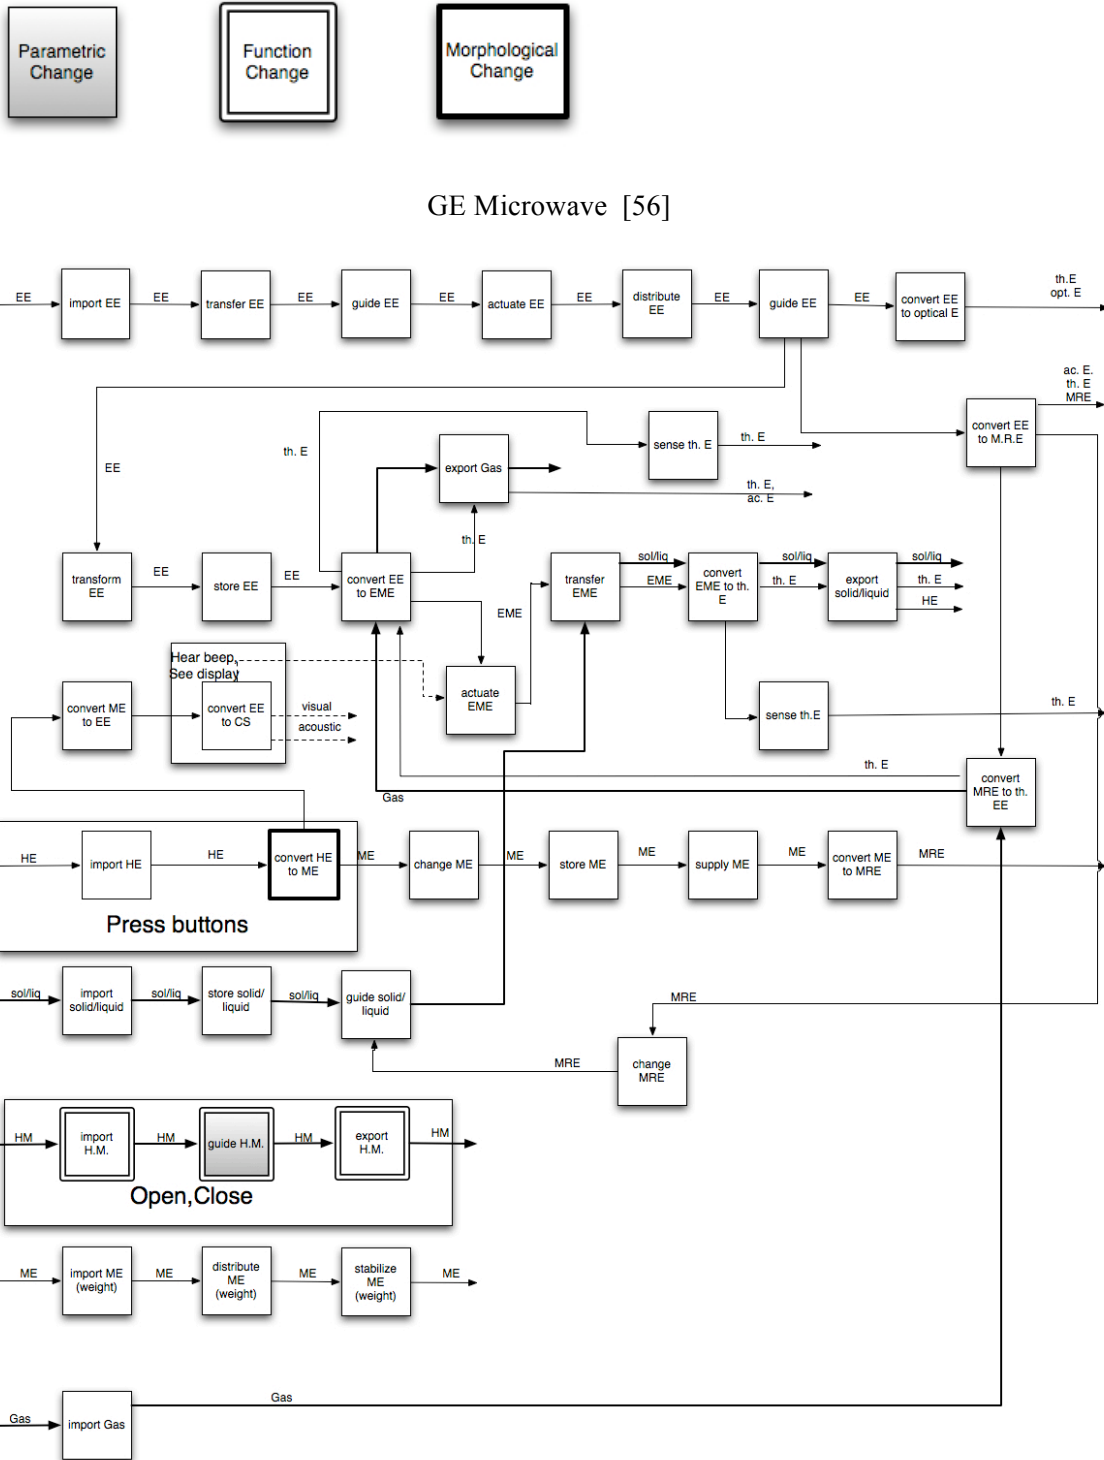 Parametric
Change
Function
Change
Morphological
Change
GE Microwave [56]
EE
import EE
EE
transfer EE
EE
guide EE
EE
actuate EE
EE
distribute
EE
EE
guide EE
EE
convert EE
to optical E
th.E
opt. E
ac. E.
th. E
MRE
convert EE
to M.R.E
th. E
sense th. E
th. E
EE
export Gas
th. E,
ac. E
th. E
transform
EE
EE
store EE
EE
convert EE
to EME
EME
transfer
EME
sol/liq
EME
convert
EME to th.
E
sol/liq
th. E
export
solid/liquid
sol/liq
th. E
HE
Hear beep,
See display
convert ME
to EE
convert EE
to CS
visual
acoustic
actuate
EME
sense th.E
th. E
th. E
Gas
convert
MRE to th.
EE
HE
import HE
HE
convert HE
to ME
ME
change ME
ME
store ME
ME
supply ME
ME
convert ME
to MRE
MRE
Press buttons
sol/liq
import
solid/liquid
sol/liq
store solid/
liquid
sol/liq
guide solid/
liquid
MRE
MRE
change
MRE
HM
import
H.M.
HM
guide H.M.
HM
export
H.M.
HM
Open,Close
ME
import ME
(weight)
ME
distribute
ME
(weight)
ME
stabilize
ME
(weight)
ME
Gas
import Gas
Gas